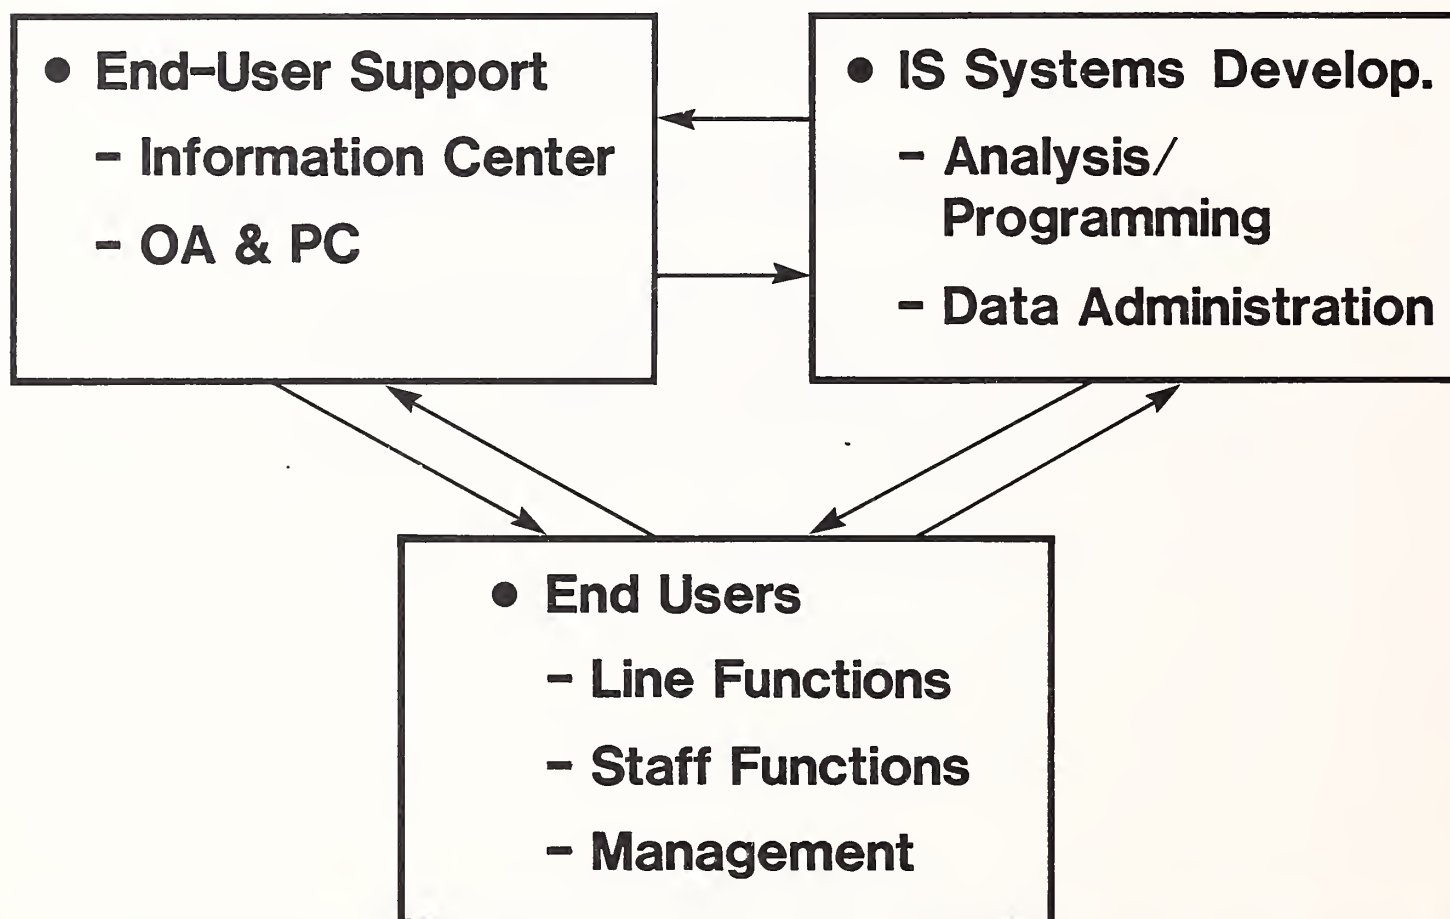 ● End-User Support
- Information Center
- OA & PC
● IS Systems Develop.
- Analysis/
Programming
- Data Administration
● End Users
- Line Functions
- Staff Functions
- Management